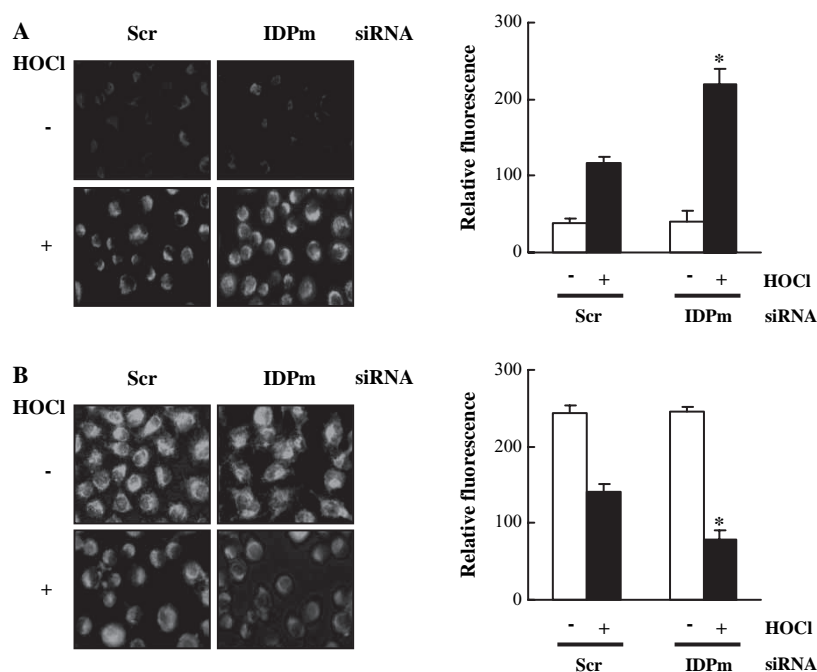 A
Scr IDPm siRNA
HOCl
-
+
Relative fluorescence
300
200
100
0
*
- + - + HOCl
Scr IDPm siRNA
B
Scr IDPm siRNA
HOCl
-
+
Relative fluorescence
300
200
100
0
*
- + - + HOCl
Scr IDPm siRNA